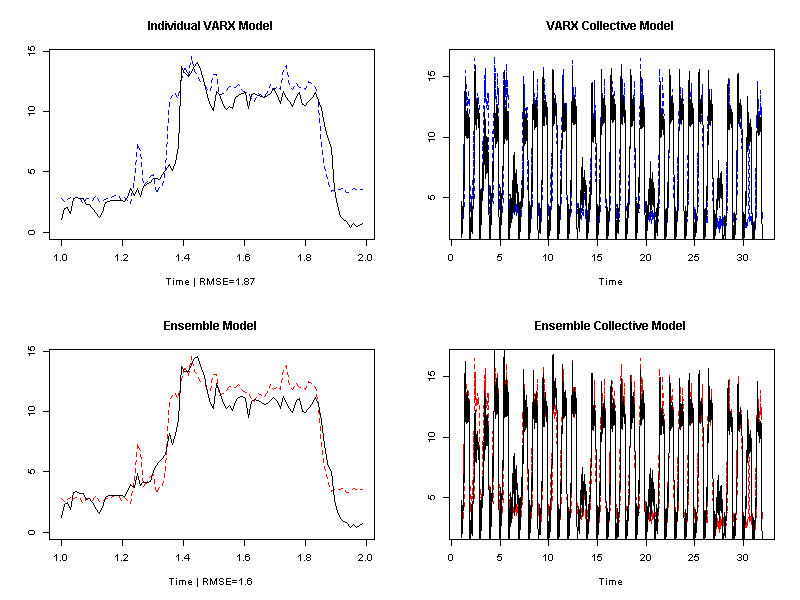 Individual VARX Model
15
10
5
0
1.0 1.2 1.4 1.6 1.8 2.0
Time | RMSE=1.87
VARX Collective Model
15
10
5
0 5 10 15 20 25 30
Time
Ensemble Model
15
10
5
0
1.0 1.2 1.4 1.6 1.8 2.0
Time | RMSE=1.6
Ensemble Collective Model
15
10
5
0 5 10 15 20 25 30
Time